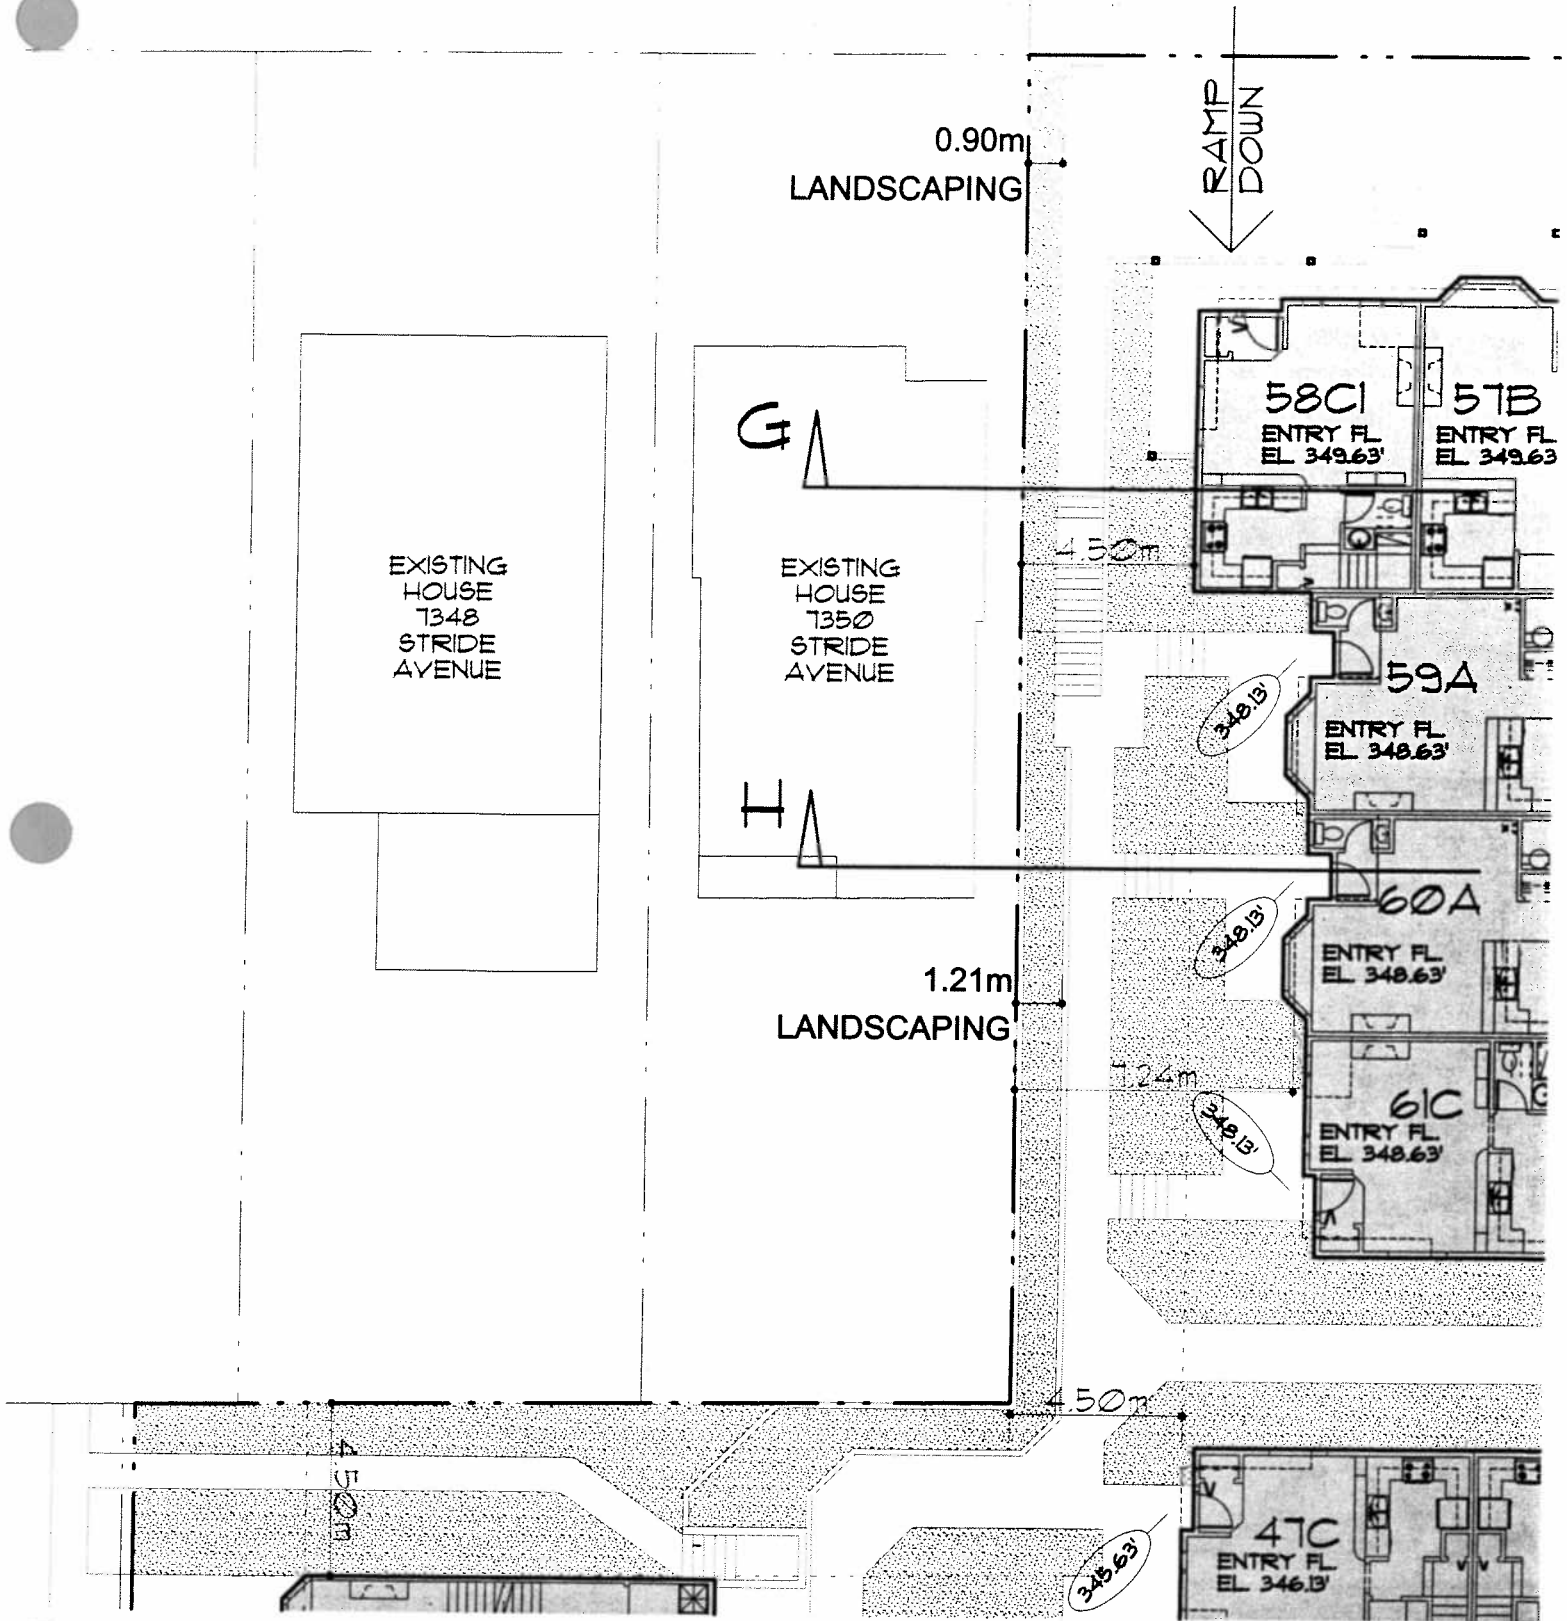 RAMP
DOWN
0.90m
LANDSCAPING
58C1
ENTRY FL
EL 349.63'
57B
ENTRY FL
EL 349.63
G
4.50m
EXISTING
HOUSE
7348
STRIDE
AVENUE
EXISTING
HOUSE
7350
STRIDE
AVENUE
59A
ENTRY FL
EL 348.63'
348.13'
H
60A
ENTRY FL
EL 348.63'
348.13'
1.21m
LANDSCAPING
7.24m
61C
ENTRY FL
EL 348.63'
348.13'
4.50m
4.50m
47C
ENTRY FL
EL 346.13'
345.63'